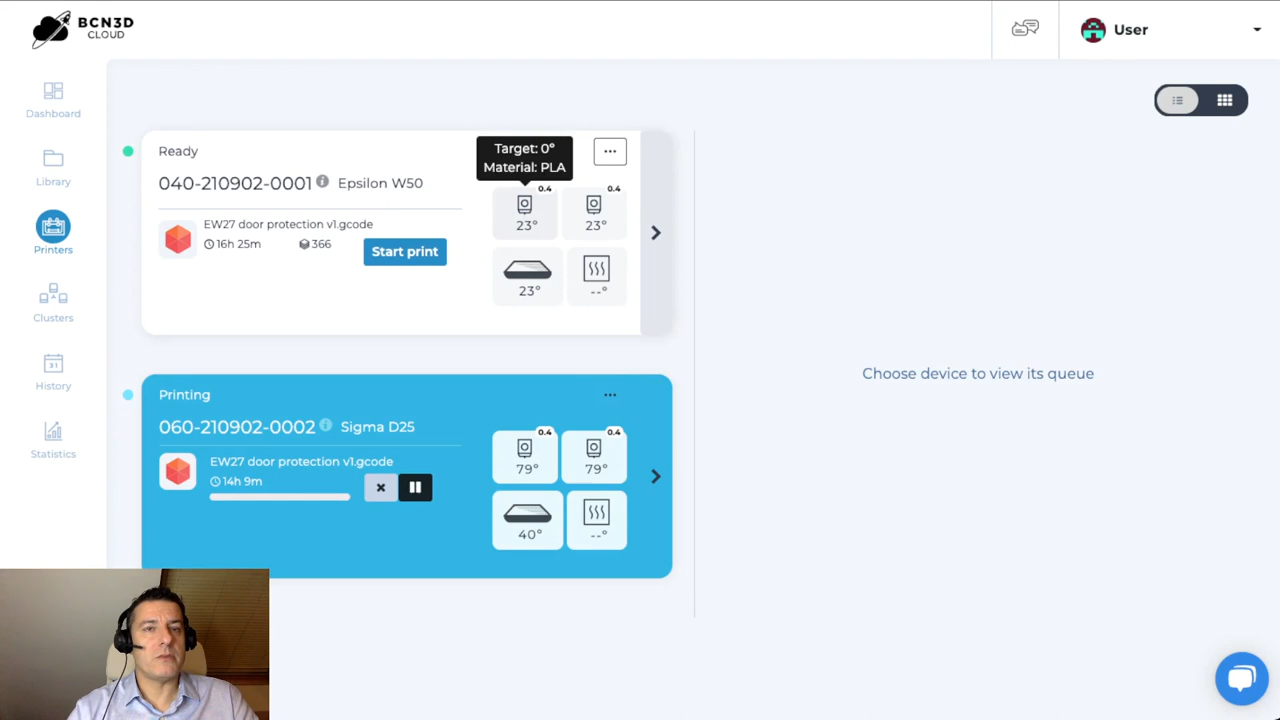 BCN3D
CLOUD
User
Dashboard
Library
Printers
Clusters
31
History
Statistics
Ready
040-210902-0001 Epsilon W50
EW27 door protection v1.gcode
16h 25m 366
Start print
Target: 0°
Material: PLA
...
0.4 0.4
23° 23°
23° --°
Printing
...
060-210902-0002 Sigma D25
EW27 door protection v1.gcode
14h 9m
0.4 0.4
79° 79°
40° --°
Choose device to view its queue